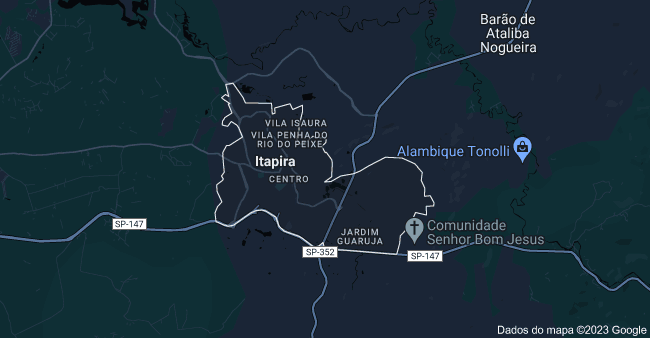 Barão de
Ataliba
Nogueira
VILA ISAURA
VILA PENHA DO
RIO DO PEIXE
Alambique Tonolli
Itapira
CENTRO
SP-147
Comunidade
Senhor Bom Jesus
JARDIM
GUARUJA
SP-352
SP-147
Dados do mapa ©2023 Google